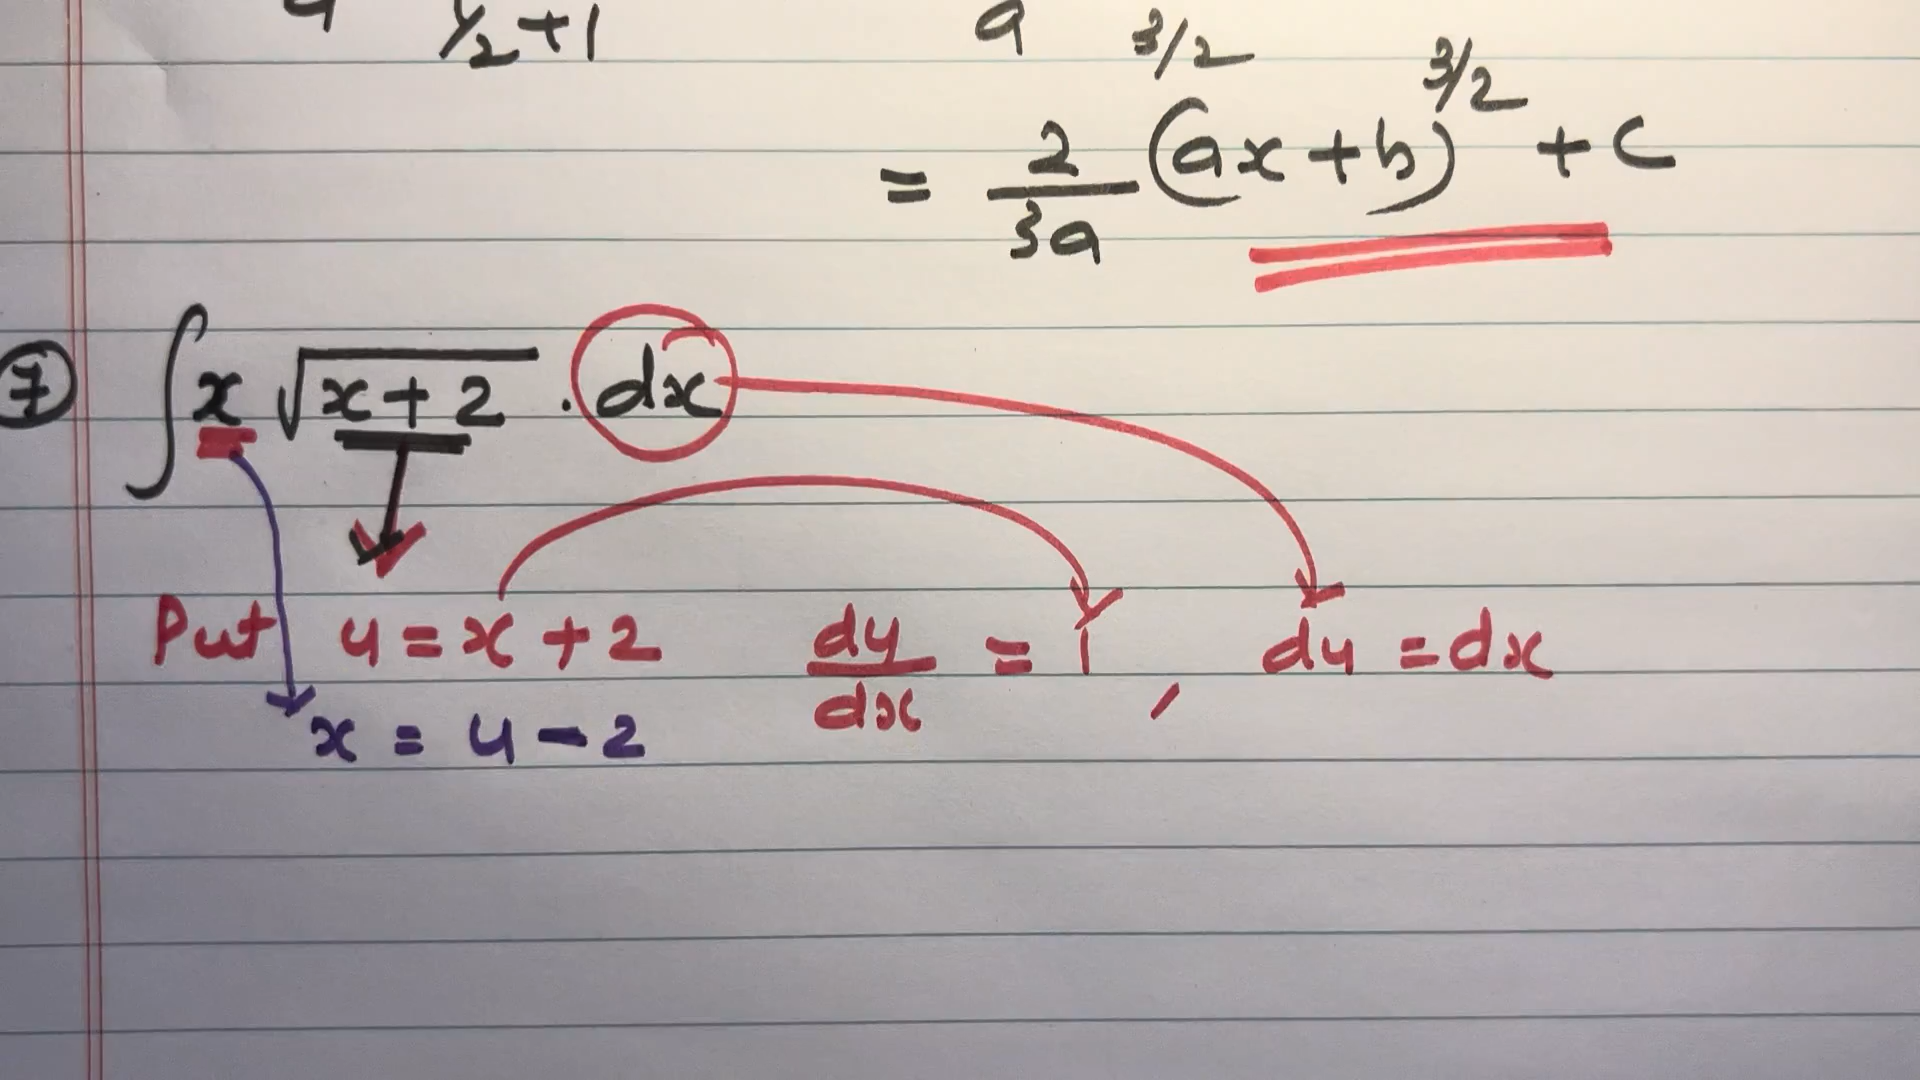 1/2 + 1 a 3/2
= 2/3a (ax + b)^3/2 + C
⑦ ∫ x √(x + 2) . dx
Put u = x + 2 du/dx = 1 , du = dx
x = u - 2